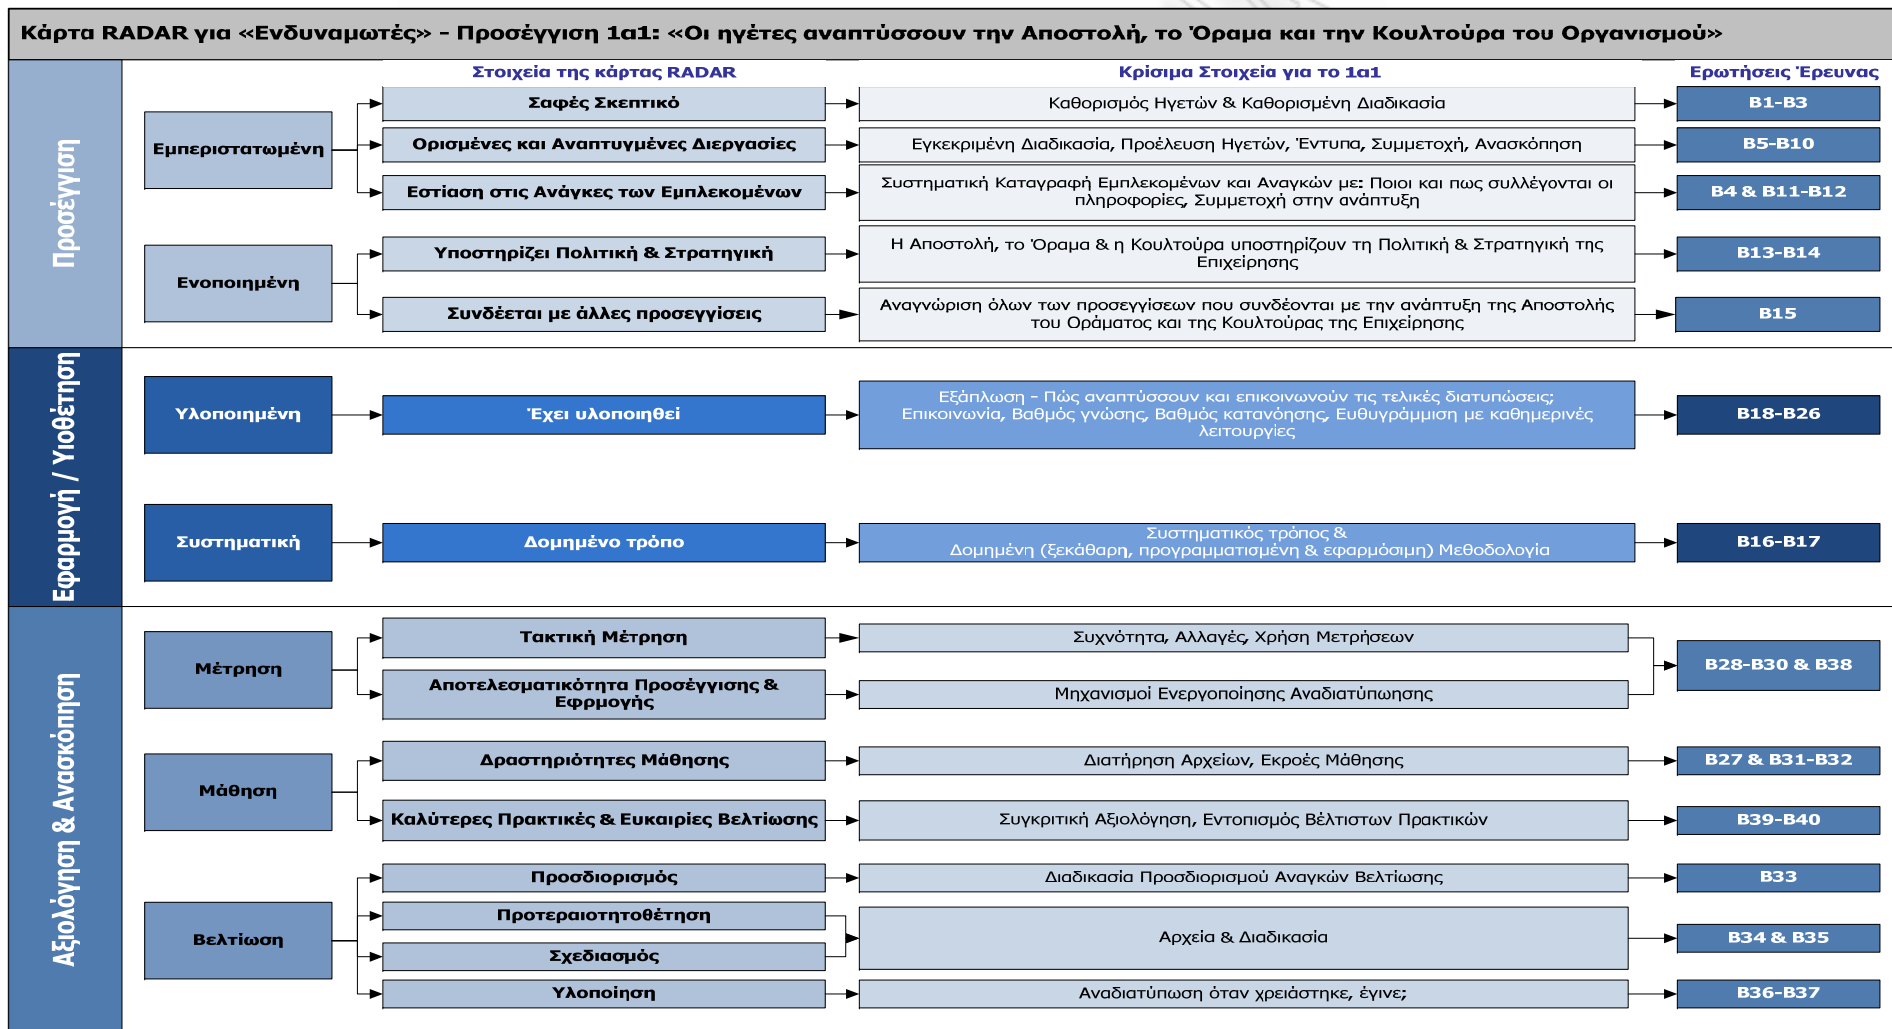 Κάρτα RADAR για «Ενδυναμωτές» - Προσέγγιση 1α1: «Οι ηγέτες αναπτύσσουν την Αποστολή, το Όραμα και την Κουλτούρα του Οργανισμού»
Στοιχεία της κάρτας RADAR
Κρίσιμα Στοιχεία για το 1α1
Ερωτήσεις Έρευνας
Προσέγγιση
Εμπεριστατωμένη
Σαφές Σκεπτικό
Καθορισμός Ηγετών & Καθορισμένη Διαδικασία
B1-B3
Ορισμένες και Αναπτυγμένες Διεργασίες
Εγκεκριμένη Διαδικασία, Προέλευση Ηγετών, Έντυπα, Συμμετοχή, Ανασκόπηση
B5-B10
Εστίαση στις Ανάγκες των Εμπλεκομένων
Συστηματική Καταγραφή Εμπλεκομένων και Αναγκών με: Ποιοι και πως συλλέγονται οι
πληροφορίες, Συμμετοχή στην ανάπτυξη
B4 & B11-B12
Ενοποιημένη
Υποστηρίζει Πολιτική & Στρατηγική
Η Αποστολή, το Όραμα & η Κουλτούρα υποστηρίζουν τη Πολιτική & Στρατηγική της
Επιχείρησης
B13-B14
Συνδέεται με άλλες προσεγγίσεις
Αναγνώριση όλων των προσεγγίσεων που συνδέονται με την ανάπτυξη της Αποστολής
του Οράματος και της Κουλτούρας της Επιχείρησης
B15
Εφαρμογή / Υιοθέτηση
Υλοποιημένη
Έχει υλοποιηθεί
Εξάπλωση - Πώς αναπτύσσουν και επικοινωνούν τις τελικές διατυπώσεις;
Επικοινωνία, Βαθμός γνώσης, Βαθμός κατανόησης, Ευθυγράμμιση με καθημερινές
λειτουργίες
B18-B26
Συστηματική
Δομημένο τρόπο
Συστηματικός τρόπος &
Δομημένη (ξεκάθαρη, προγραμματισμένη & εφαρμόσιμη) Μεθοδολογία
B16-B17
Αξιολόγηση & Ανασκόπηση
Μέτρηση
Τακτική Μέτρηση
Συχνότητα, Αλλαγές, Χρήση Μετρήσεων
B28-B30 & B38
Αποτελεσματικότητα Προσέγγισης &
Εφρμογής
Μηχανισμοί Ενεργοποίησης Αναδιατύπωησης
Μάθηση
Δραστηριότητες Μάθησης
Διατήρηση Αρχείων, Εκροές Μάθησης
B27 & B31-B32
Καλύτερες Πρακτικές & Ευκαιρίες Βελτίωσης
Συγκριτική Αξιολόγηση, Εντοπισμός Βέλτιστων Πρακτικών
B39-B40
Βελτίωση
Προσδιορισμός
Διαδικασία Προσδιορισμού Αναγκών Βελτίωσης
B33
Προτεραιοτητοθέτηση
Σχεδιασμός
Αρχεία & Διαδικασία
B34 & B35
Υλοποίηση
Αναδιατύπωση όταν χρειάστηκε, έγινε;
B36-B37